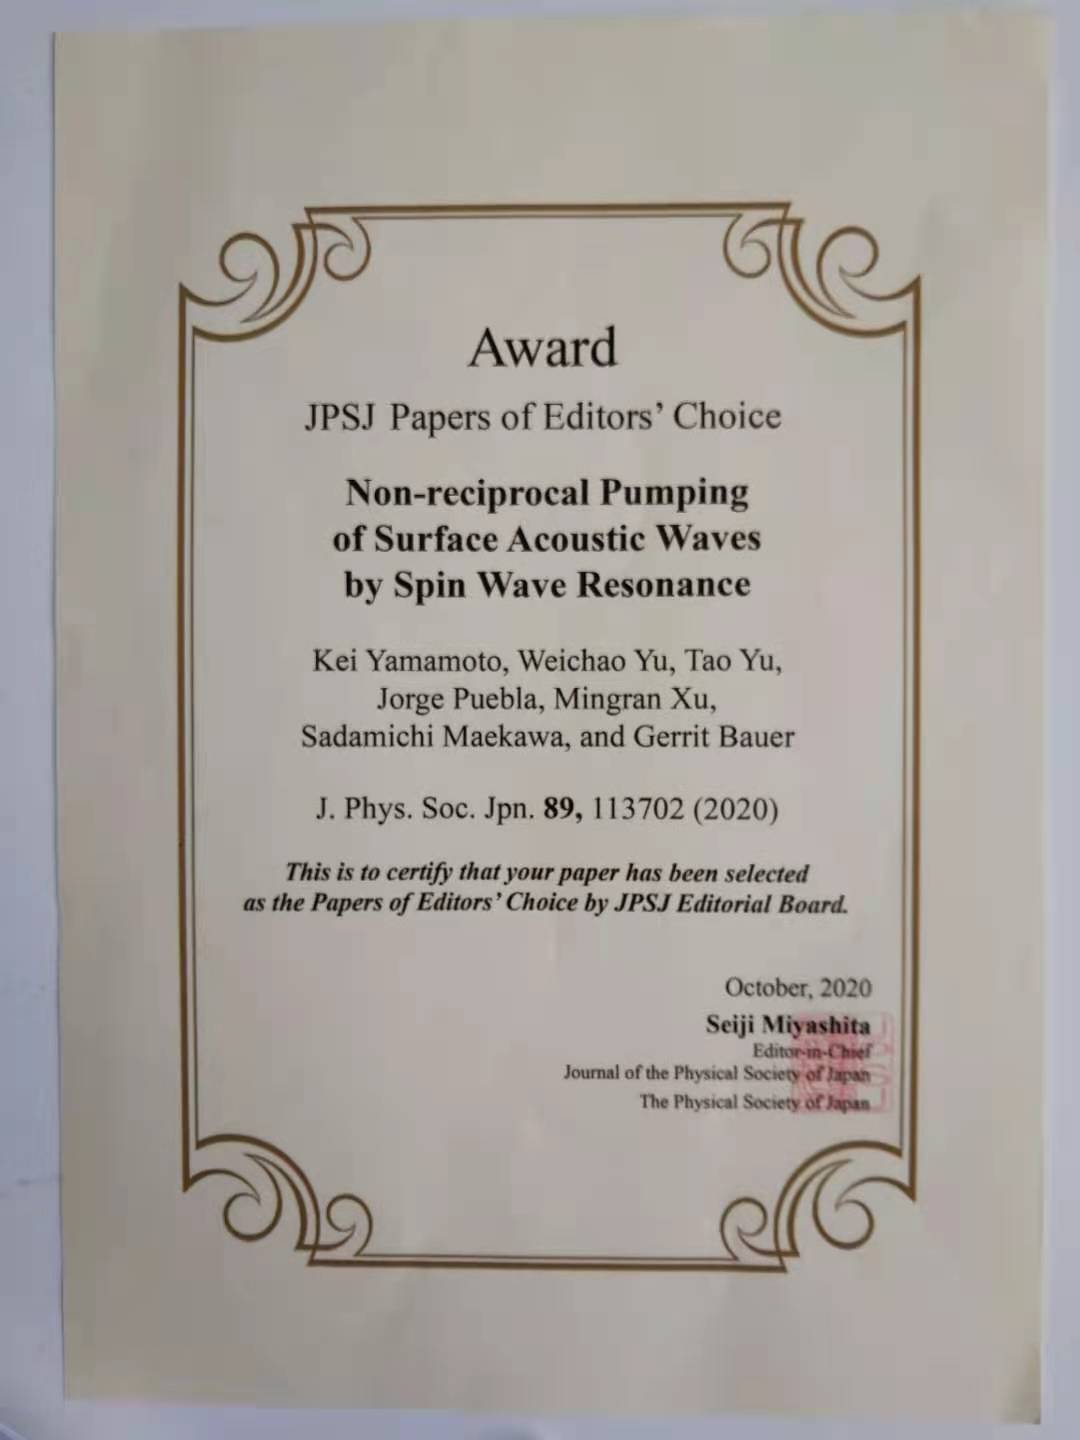 Award
JPSJ Papers of Editors’ Choice
Non-reciprocal Pumping
of Surface Acoustic Waves
by Spin Wave Resonance
Kei Yamamoto, Weichao Yu, Tao Yu,
Jorge Puebla, Mingran Xu,
Sadamichi Maekawa, and Gerrit Bauer
J. Phys. Soc. Jpn. 89, 113702 (2020)
This is to certify that your paper has been selected
as the Papers of Editors’ Choice by JPSJ Editorial Board.
October, 2020
Seiji Miyashita
Editor-in-Chief
Journal of the Physical Society of Japan
The Physical Society of Japan